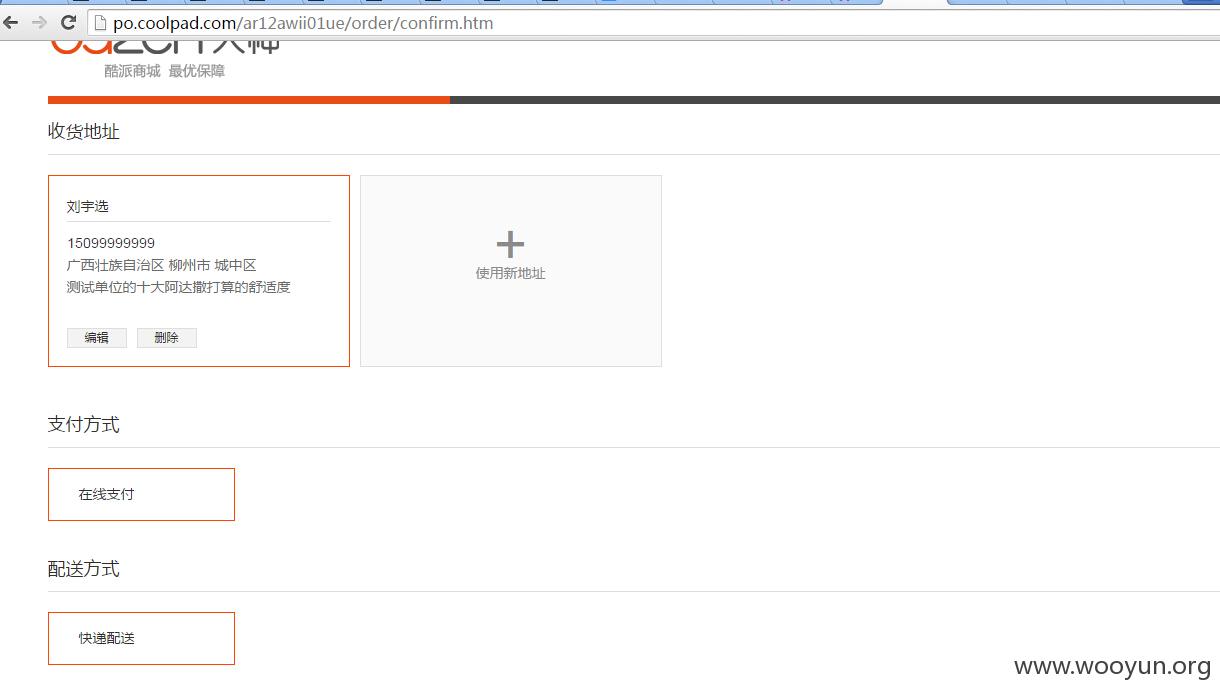 po.coolpad.com/ar12awii01ue/order/confirm.htm
酷派商城 最优保障
收货地址
刘宇选
15099999999
广西壮族自治区 柳州市 城中区
测试单位的十大阿达撒打算的舒适度
编辑 删除
使用新地址
支付方式
在线支付
配送方式
快递配送
www.wooyun.org